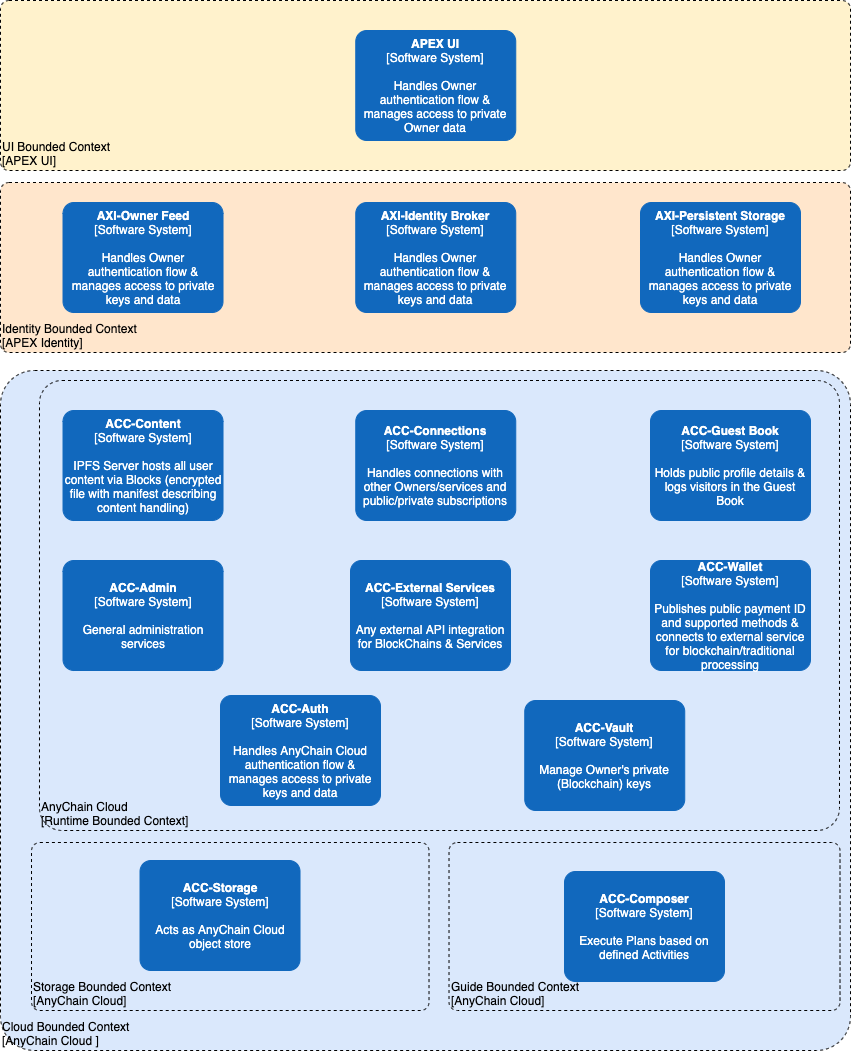 APEX UI
[Software System]
Handles Owner
authentication flow &
manages access to private
Owner data
UI Bounded Context
[APEX UI]
AXI-Owner Feed
[Software System]
Handles Owner
authentication flow &
manages access to private
keys and data
AXI-Identity Broker
[Software System]
Handles Owner
authentication flow &
manages access to private
keys and data
AXI-Persistent Storage
[Software System]
Handles Owner
authentication flow &
manages access to private
keys and data
Identity Bounded Context
[APEX Identity]
ACC-Content
[Software System]
IPFS Server hosts all user
content via Blocks (encrypted
file with manifest describing
content handling)
ACC-Connections
[Software System]
Handles connections with
other Owners/services and
public/private subscriptions
ACC-Guest Book
[Software System]
Holds public profile details &
logs visitors in the Guest
Book
ACC-Admin
[Software System]
General administration
services
ACC-External Services
[Software System]
Any external API integration
for BlockChains & Services
ACC-Wallet
[Software System]
Publishes public payment ID
and supported methods &
connects to external service
for blockchain/traditional
processing
ACC-Auth
[Software System]
Handles AnyChain Cloud
authentication flow &
manages access to private
keys and data
ACC-Vault
[Software System]
Manage Owner's private
(Blockchain) keys
AnyChain Cloud
[Runtime Bounded Context]
ACC-Storage
[Software System]
Acts as AnyChain Cloud
object store
Storage Bounded Context
[AnyChain Cloud]
ACC-Composer
[Software System]
Execute Plans based on
defined Activities
Guide Bounded Context
[AnyChain Cloud]
Cloud Bounded Context
[AnyChain Cloud ]